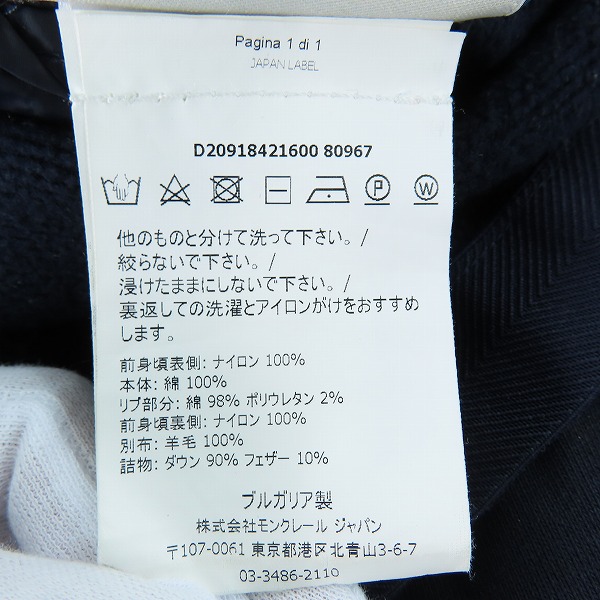 Pagina 1 di 1
JAPAN LABEL
D20918421600 80967
P W
他のものと分けて洗って下さい。/
絞らないで下さい。/
浸けたままにしないで下さい。/
裏返しての洗濯とアイロンがけをおすすめ
します。
前身頃表側: ナイロン 100%
本体: 綿 100%
リブ部分: 綿 98% ポリウレタン 2%
前身頃裏側: ナイロン 100%
別布: 羊毛 100%
詰物: ダウン 90% フェザー 10%
ブルガリア製
株式会社モンクレール ジャパン
〒107-0061 東京都港区北青山3-6-7
03-3486-2110